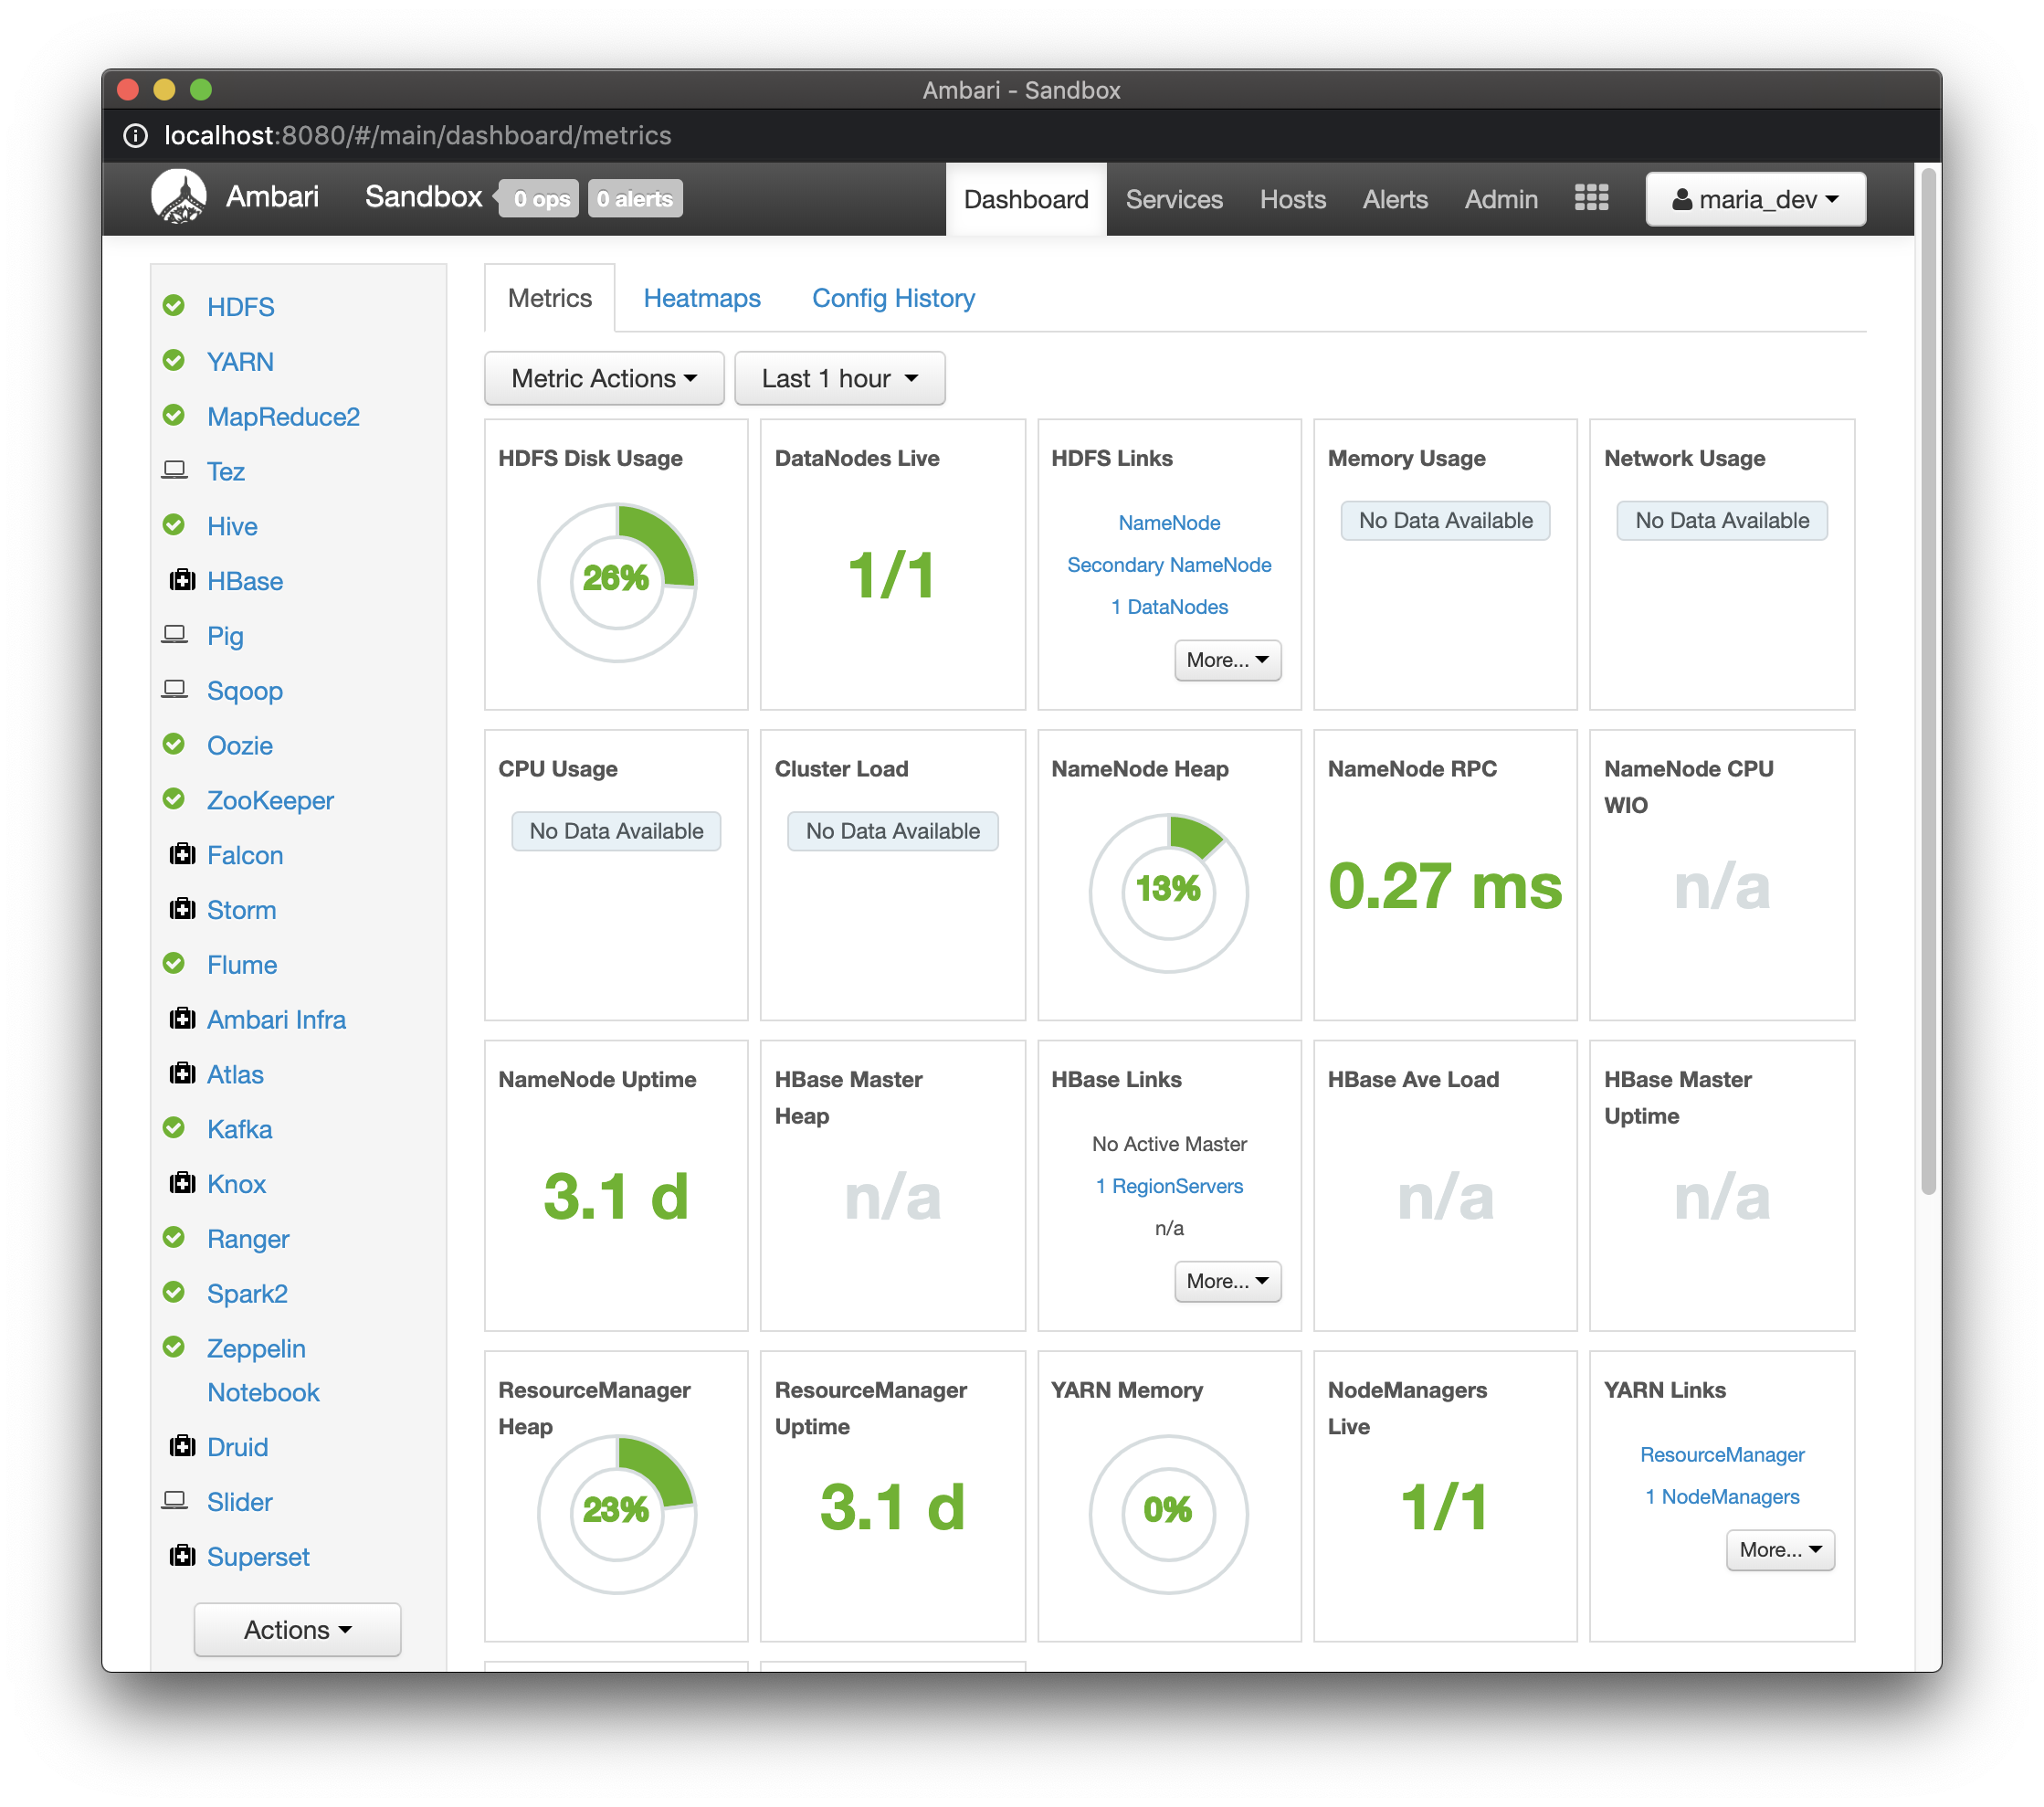 Ambari - Sandbox
localhost:8080/#/main/dashboard/metrics
Ambari Sandbox 0 ops 0 alerts Dashboard Services Hosts Alerts Admin maria_dev
HDFS
YARN
MapReduce2
Tez
Hive
HBase
Pig
Sqoop
Oozie
ZooKeeper
Falcon
Storm
Flume
Ambari Infra
Atlas
Kafka
Knox
Ranger
Spark2
Zeppelin
Notebook
Druid
Slider
Superset
Actions
Metrics Heatmaps Config History
Metric Actions Last 1 hour
HDFS Disk Usage
26%
DataNodes Live
1/1
HDFS Links
NameNode
Secondary NameNode
1 DataNodes
More...
Memory Usage
No Data Available
Network Usage
No Data Available
CPU Usage
No Data Available
Cluster Load
No Data Available
NameNode Heap
13%
NameNode RPC
0.27 ms
NameNode CPU
WIO
n/a
NameNode Uptime
3.1 d
HBase Master
Heap
n/a
HBase Links
No Active Master
1 RegionServers
n/a
More...
HBase Ave Load
n/a
HBase Master
Uptime
n/a
ResourceManager
Heap
23%
ResourceManager
Uptime
3.1 d
YARN Memory
0%
NodeManagers
Live
1/1
YARN Links
ResourceManager
1 NodeManagers
More...